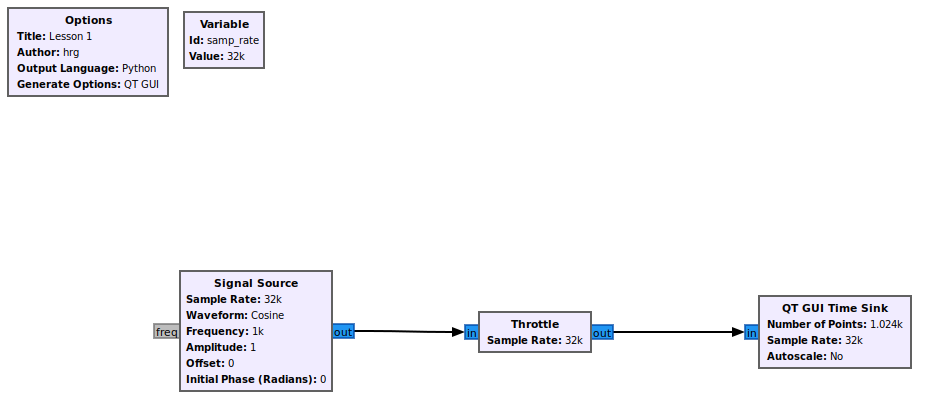 Options
Title: Lesson 1
Author: hrg
Output Language: Python
Generate Options: QT GUI
Variable
Id: samp_rate
Value: 32k
Signal Source
Sample Rate: 32k
Waveform: Cosine
Frequency: 1k
Amplitude: 1
Offset: 0
Initial Phase (Radians): 0
freq
out
Throttle
Sample Rate: 32k
in
out
QT GUI Time Sink
Number of Points: 1.024k
Sample Rate: 32k
Autoscale: No
in